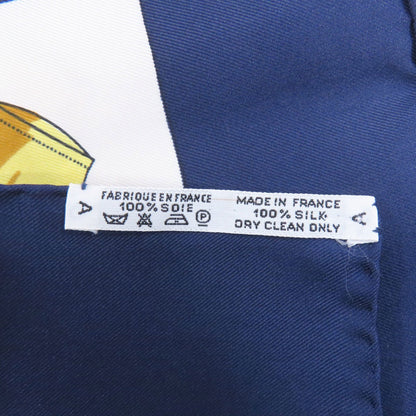 A
FABRIQUE EN FRANCE
100% SOIE
P
MADE IN FRANCE
100% SILK
DRY CLEAN ONLY
A